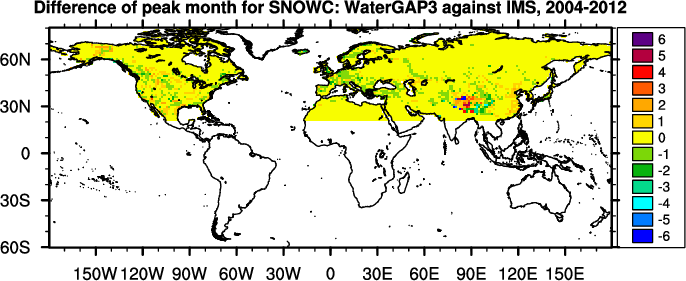 Difference of peak month for SNOWC: WaterGAP3 against IMS, 2004-2012
60N
30N
0
30S
60S
150W 120W 90W 60W 30W 0 30E 60E 90E 120E 150E
6
5
4
3
2
1
0
-1
-2
-3
-4
-5
-6